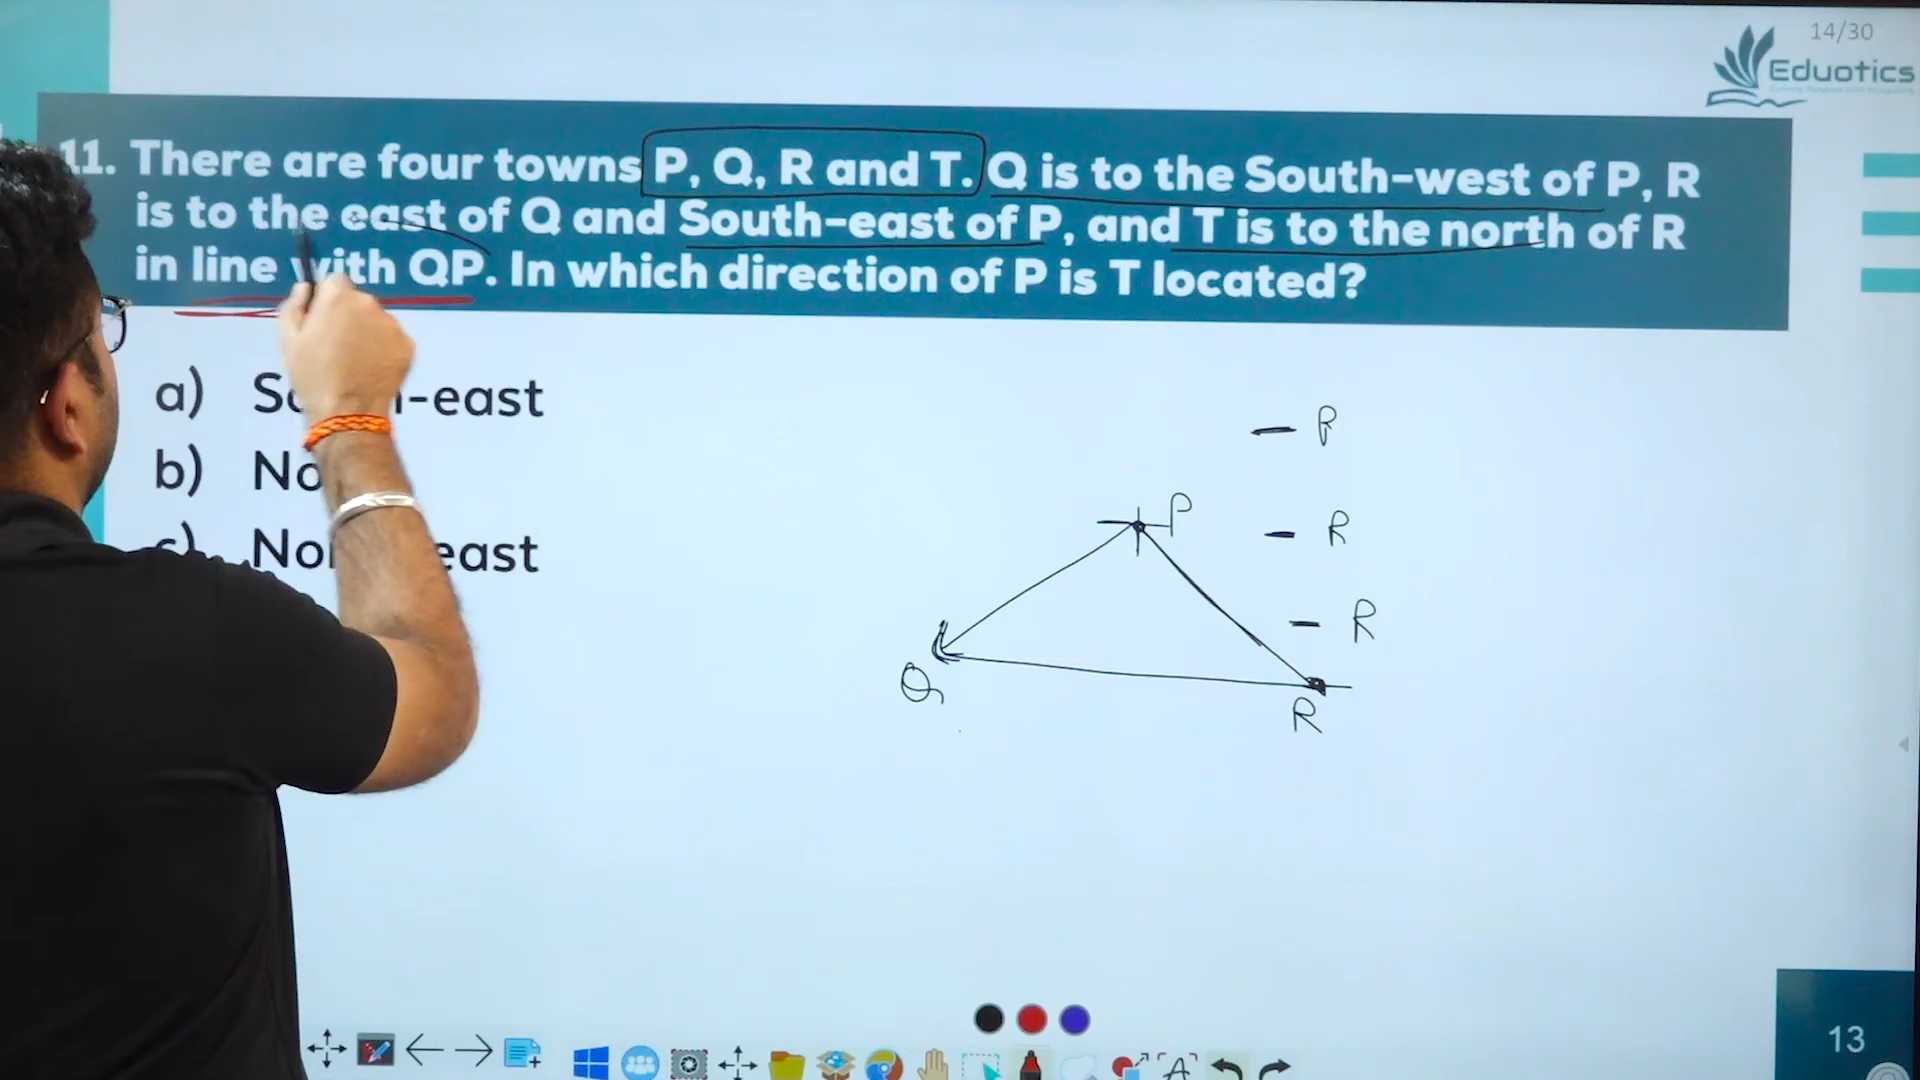 14/30
Eduotics
11. There are four towns P, Q, R and T. Q is to the South-west of P, R
is to the east of Q and South-east of P, and T is to the north of R
in line with QP. In which direction of P is T located?
a) -east
b) No
c) No east
P
P
R
R
Q
R
13